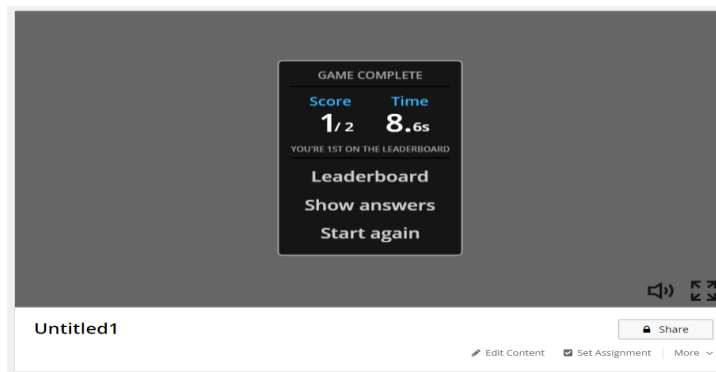 GAME COMPLETE
Score Time
1/ 2 8.6s
YOU'RE 1ST ON THE LEADERBOARD
Leaderboard
Show answers
Start again
Untitled1
Share
Edit Content Set Assignment More